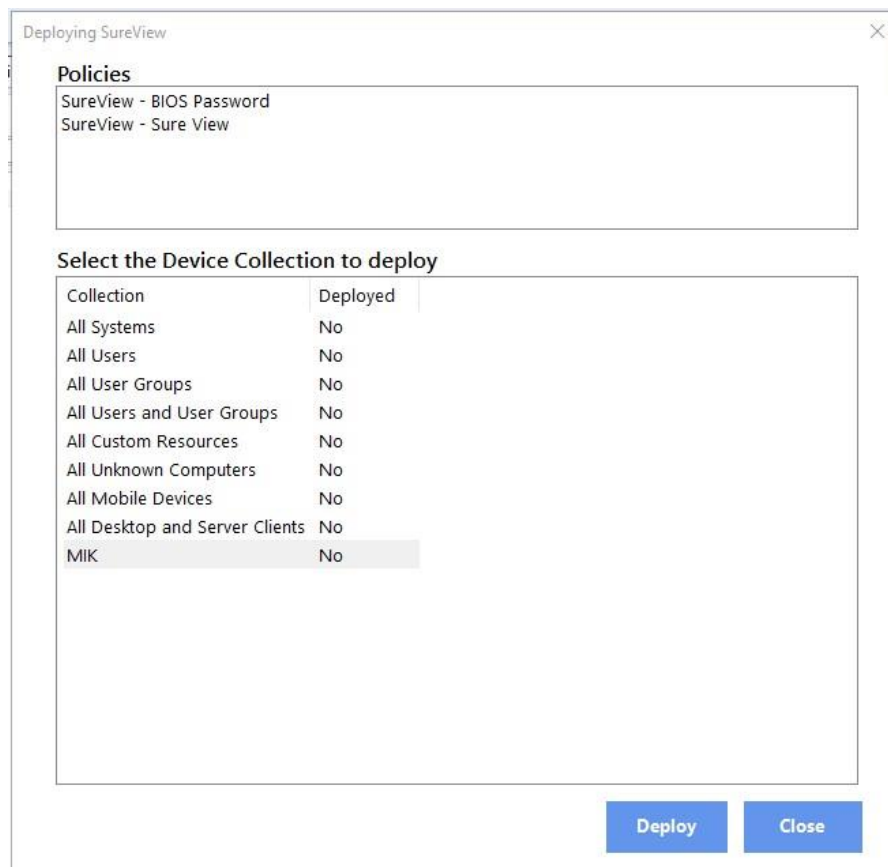 Deploying SureView
Policies
SureView - BIOS Password
SureView - Sure View
Select the Device Collection to deploy
Collection Deployed
All Systems No
All Users No
All User Groups No
All Users and User Groups No
All Custom Resources No
All Unknown Computers No
All Mobile Devices No
All Desktop and Server Clients No
MIK No
Deploy Close